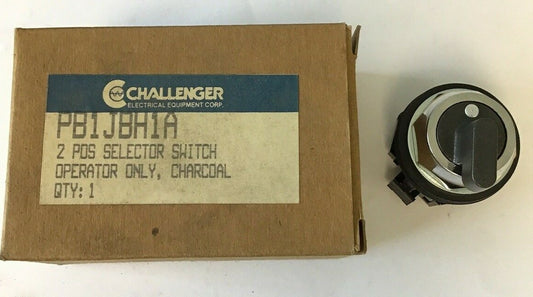 CHALLENGER
ELECTRICAL EQUIPMENT CORP.
PB1JBH1A
2 POS SELECTOR SWITCH
OPERATOR ONLY, CHARCOAL
QTY: 1